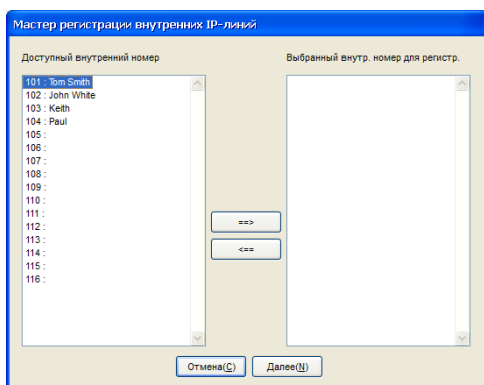 Мастер регистрации внутренних IP-линий
Доступный внутренний номер
Выбранный внутр. номер для регистр.
101 : Tom Smith
102 : John White
103 : Keith
104 : Paul
105 :
106 :
107 :
108 :
109 :
110 :
111 :
112 :
113 :
114 :
115 :
116 :
==>
<==
Отмена(C)
Далее(N)